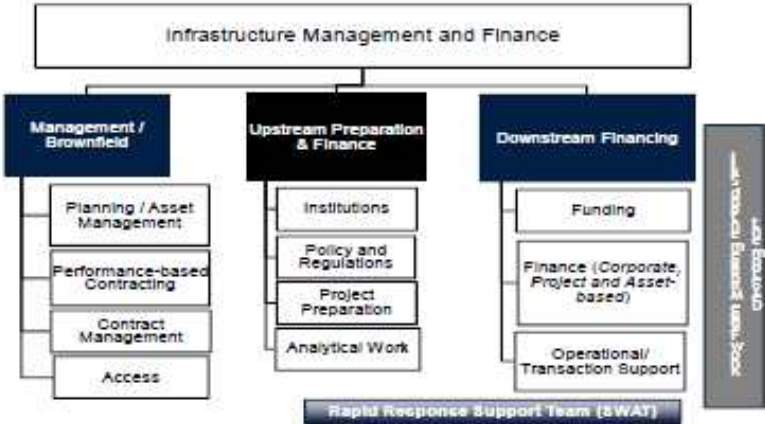 Infrastructure Management and Finance
Management /
Brownfield
Planning / Asset
Management
Performance-based
Contracting
Contract
Management
Access
Upstream Preparation
& Finance
Institutions
Policy and
Regulations
Project
Preparation
Analytical Work
Downstream Financing
Funding
Finance (Corporate,
Project and Asset-
based)
Operational/
Transaction Support
Rapid Response Support Team (SWAT)